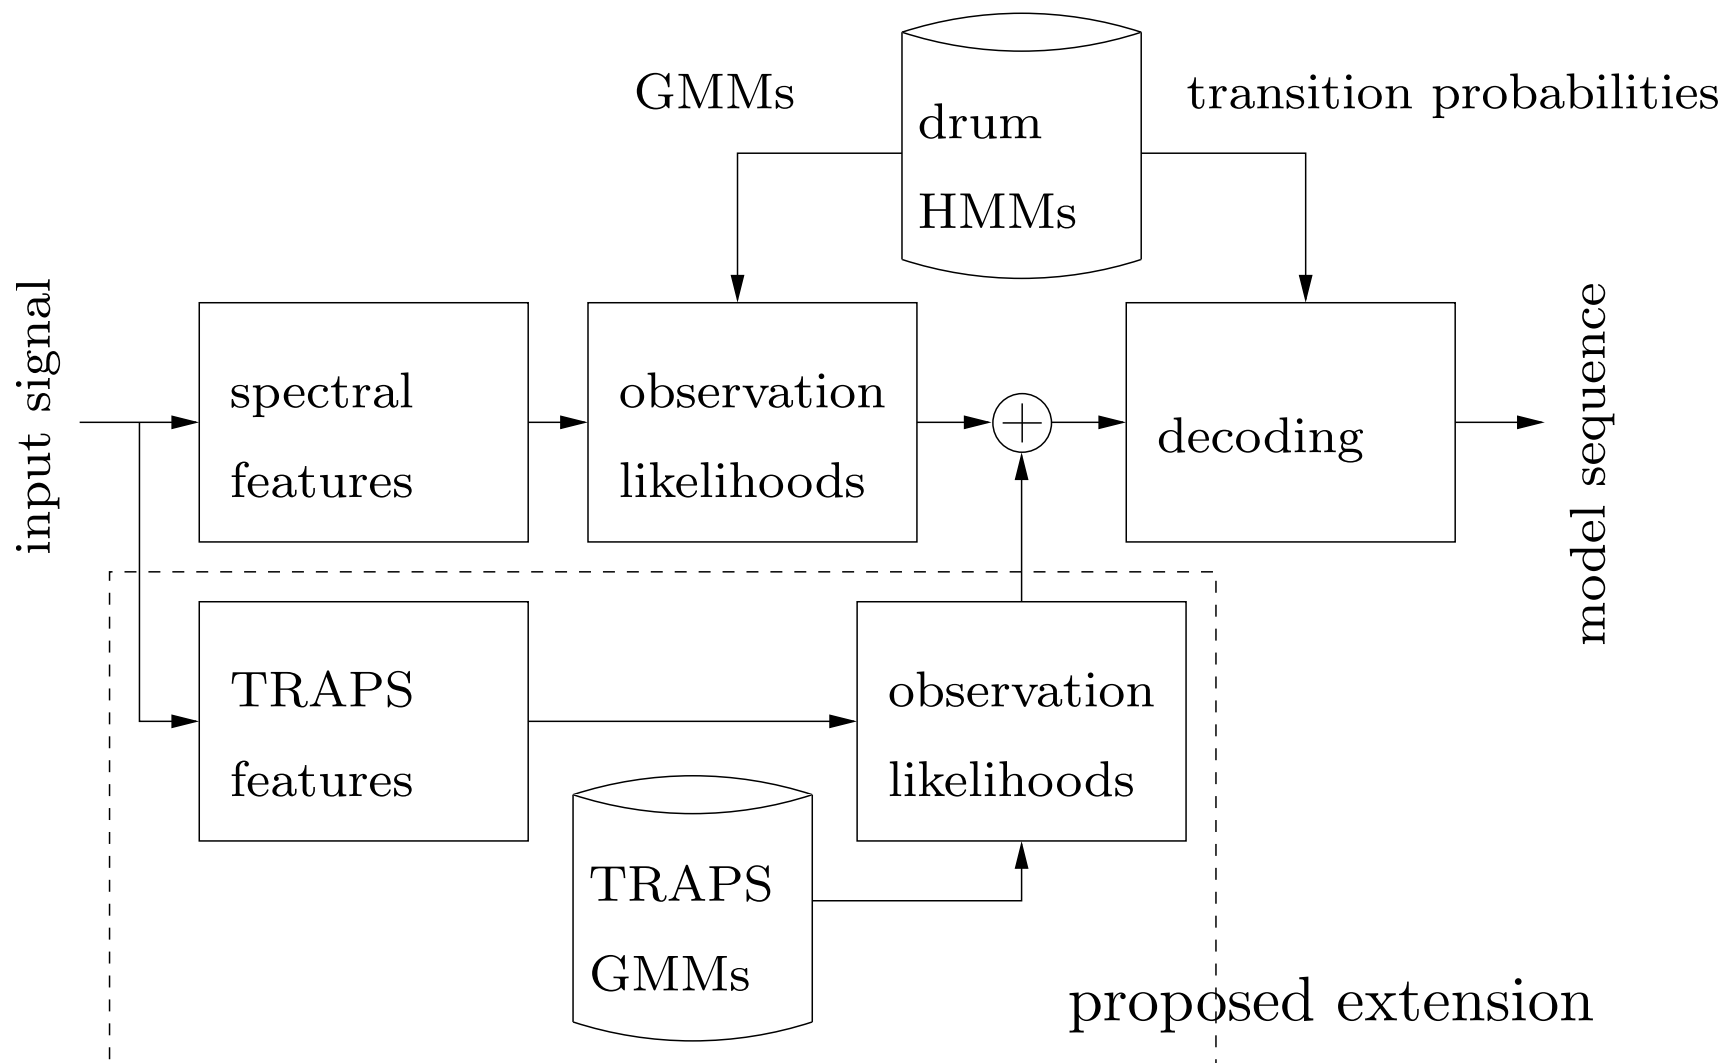 GMMs
transition probabilities
drum
HMMs
input signal
spectral
features
observation
likelihoods
decoding
model sequence
TRAPS
features
observation
likelihoods
TRAPS
GMMs
proposed extension